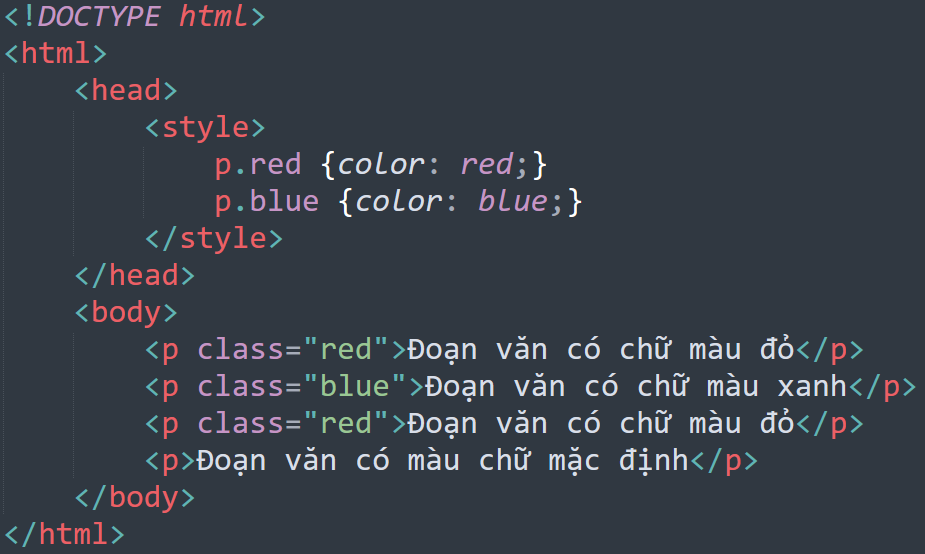 <!DOCTYPE html>
<html>
    <head>
        <style>
            p.red {color: red;}
            p.blue {color: blue;}
        </style>
    </head>
    <body>
        <p class="red">Đoạn văn có chữ màu đỏ</p>
        <p class="blue">Đoạn văn có chữ màu xanh</p>
        <p class="red">Đoạn văn có chữ màu đỏ</p>
        <p>Đoạn văn có màu chữ mặc định</p>
    </body>
</html>